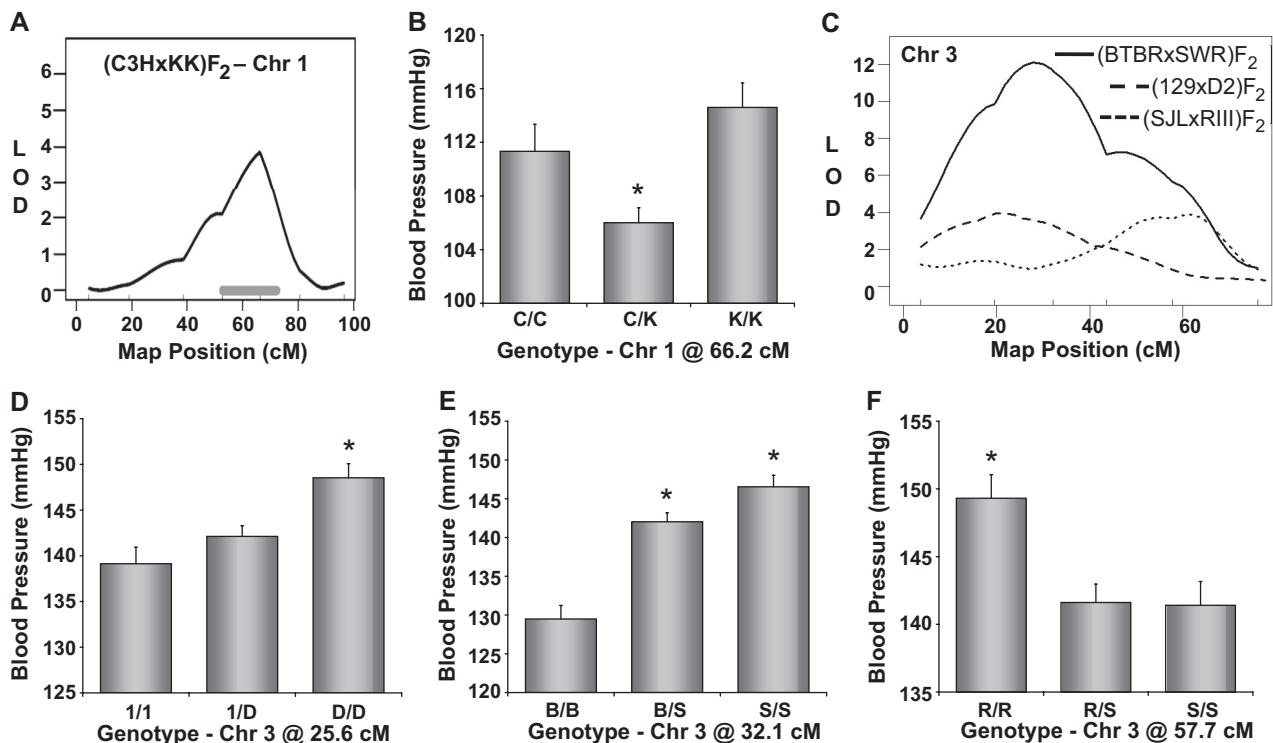 A
(C3HxKK)F2 – Chr 1
LOD
6
5
4
3
2
1
0
0 20 40 60 80 100
Map Position (cM)
B
Blood Pressure (mmHg)
120
116
112
108
104
100
*
C/C C/K K/K
Genotype - Chr 1 @ 66.2 cM
C
Chr 3
(BTBRxSWR)F2
(129xD2)F2
(SJLxRIII)F2
LOD
12
10
8
6
4
2
0
0 20 40 60
Map Position (cM)
D
Blood Pressure (mmHg)
155
150
145
140
135
130
125
*
1/1 1/D D/D
Genotype - Chr 3 @ 25.6 cM
E
Blood Pressure (mmHg)
155
150
145
140
135
130
125
120
* *
B/B B/S S/S
Genotype - Chr 3 @ 32.1 cM
F
Blood Pressure (mmHg)
155
150
145
140
135
*
R/R R/S S/S
Genotype - Chr 3 @ 57.7 cM